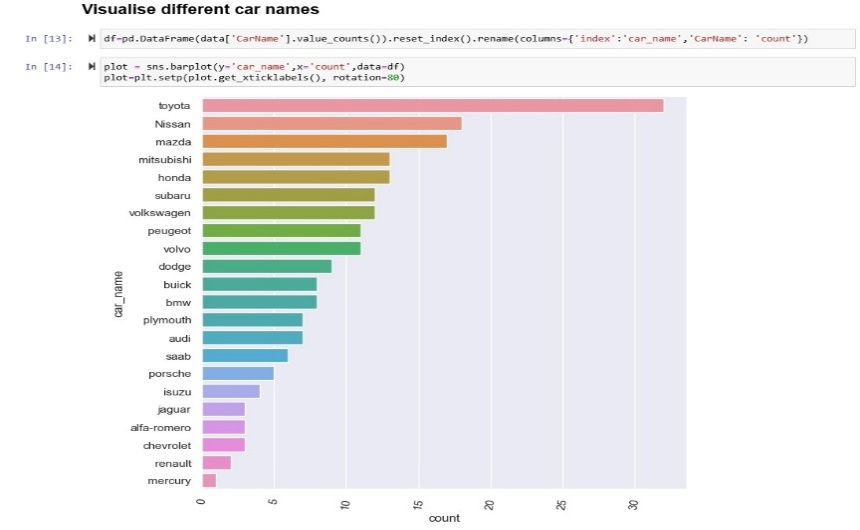 Visualise different car names
In [13]:
df=pd.DataFrame(data['CarName'].value_counts()).reset_index().rename(columns={'index':'car_name','CarName': 'count'})
In [14]:
plot = sns.barplot(y='car_name',x='count',data=df)
plot=plt.setp(plot.get_xticklabels(), rotation=80)
toyota
Nissan
mazda
mitsubishi
honda
subaru
volkswagen
peugeot
volvo
dodge
buick
bmw
plymouth
audi
saab
porsche
isuzu
jaguar
alfa-romero
chevrolet
renault
mercury
car_name
0 5 10 15 20 25 30
count